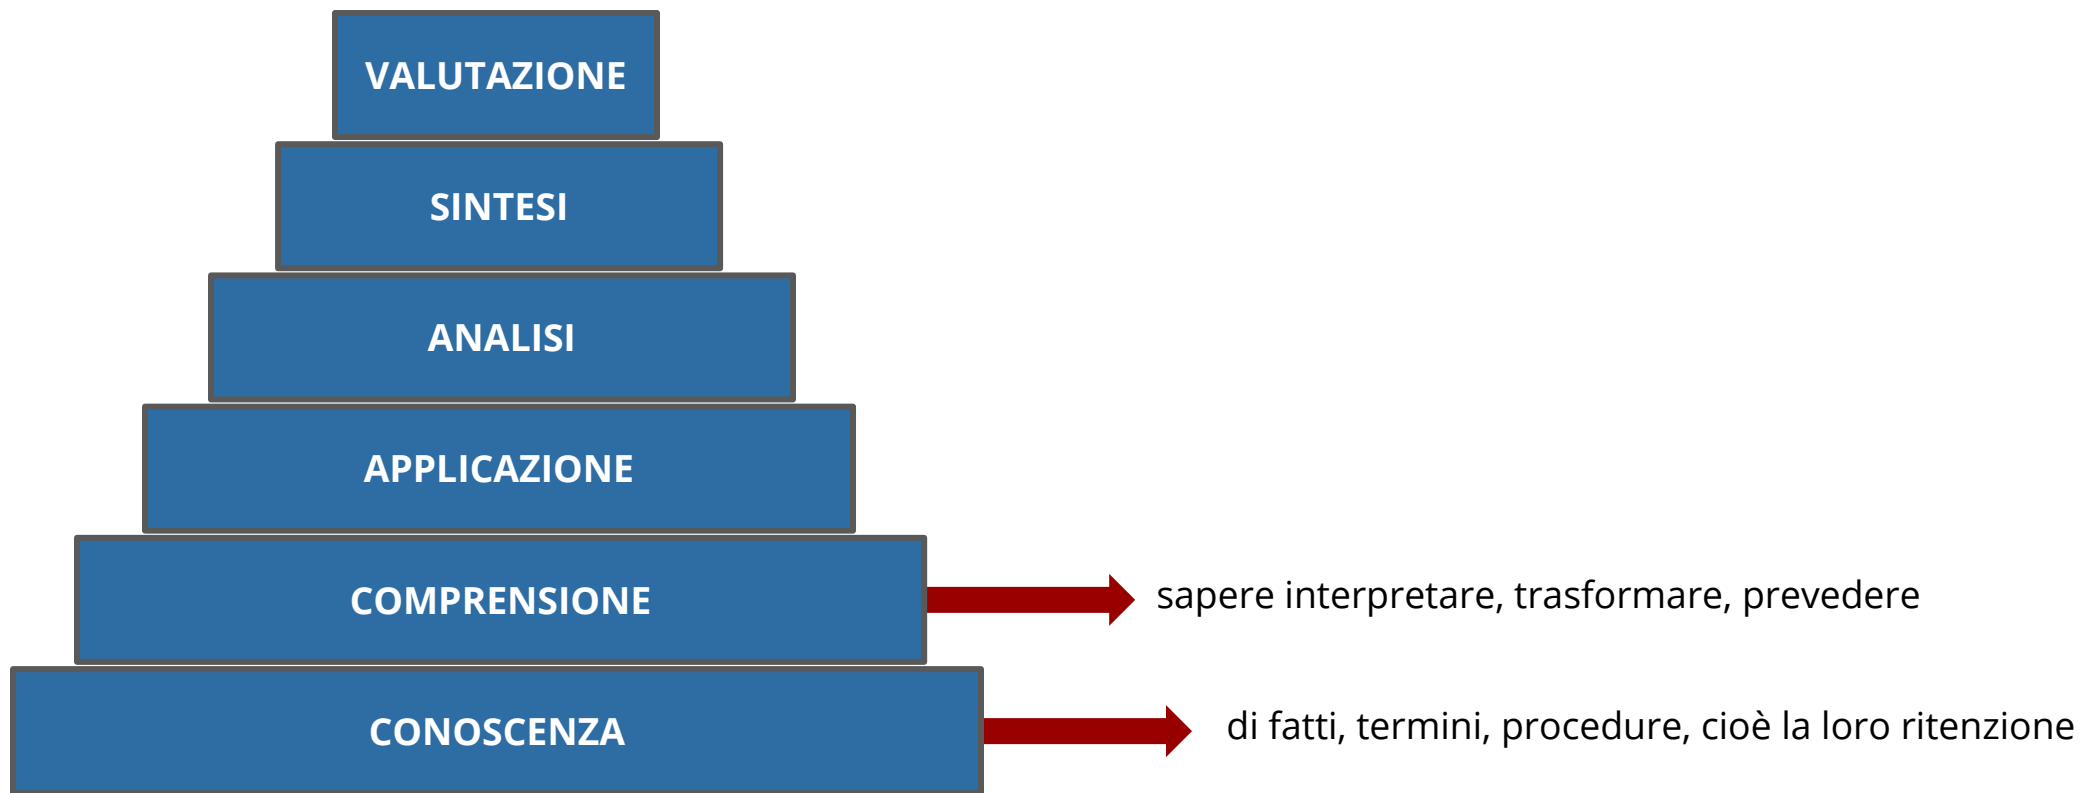 VALUTAZIONE
SINTESI
ANALISI
APPLICAZIONE
COMPRENSIONE
sapere interpretare, trasformare, prevedere
CONOSCENZA
di fatti, termini, procedure, cioè la loro ritenzione